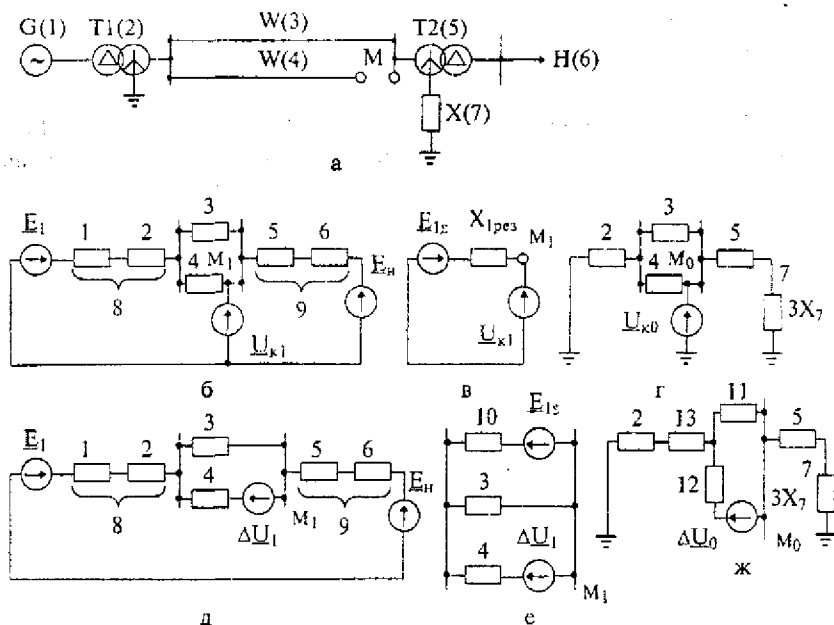 G(1) T1(2) W(3) T2(5)
W(4) M H(6)
X(7)
а
E1 1 2 3 5 6 Eн
4 M1
8 9
Uк1
б
E1Σ X1рез M1
Uк1
в
2 3 5
4 M0 7
3X7
Uк0
г
E1 1 2 3 5 6 Eн
4 M1
8 9
ΔU1
д
10 E1Σ
3
4 ΔU1
M1
е
2 13 11 5
12 7
3X7
ΔU0 M0
ж